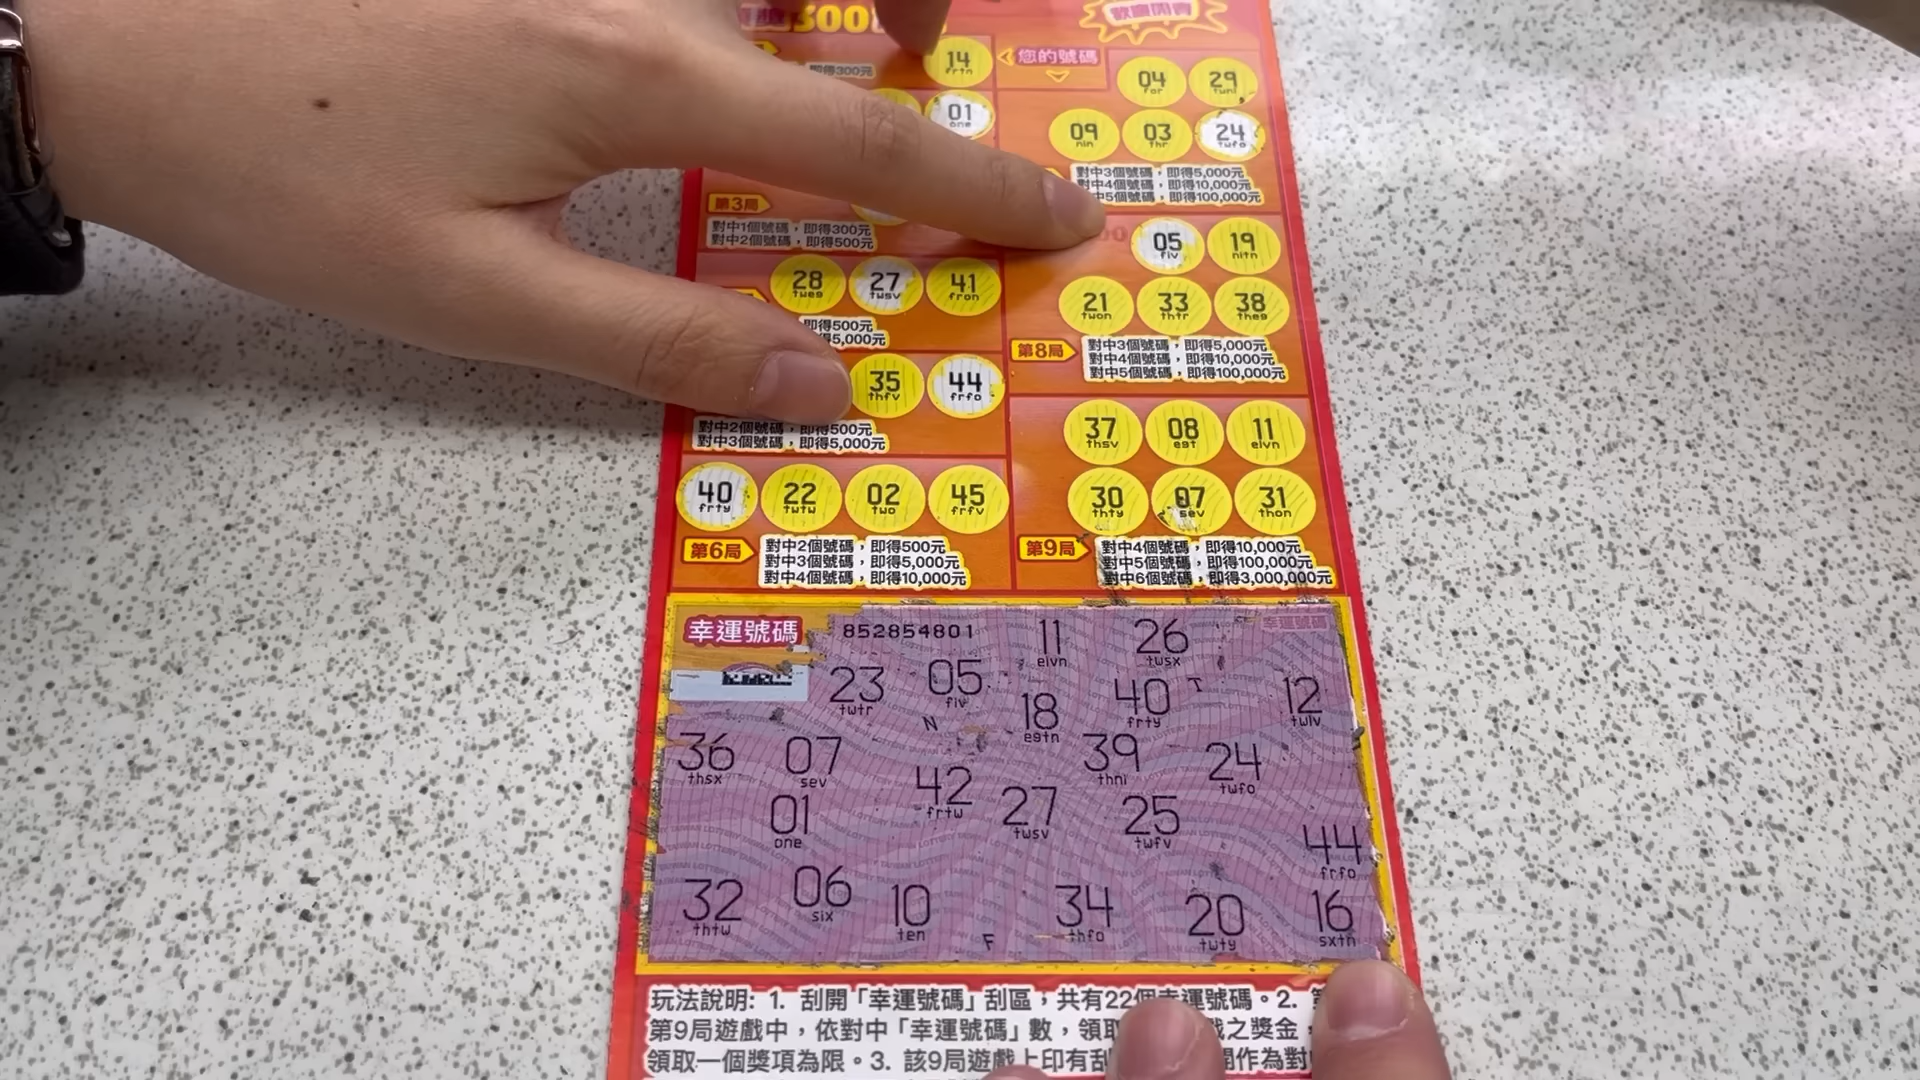 300
歡慶開賣
即得300元
14
frtn
01
one
您的號碼
04
for
29
twni
09
nin
03
thr
24
twfo
對中3個號碼，即得5,000元
對中4個號碼，即得10,000元
中5個號碼，即得100,000元
第3局
對中1個號碼，即得300元
對中2個號碼，即得500元
05
fiv
19
nitn
28
tweg
27
twsv
41
fron
21
twon
33
thtr
38
theg
即得500元
得5,000元
第8局
對中3個號碼，即得5,000元
對中4個號碼，即得10,000元
對中5個號碼，即得100,000元
35
thfv
44
frfo
對中2個號碼，即得500元
對中3個號碼，即得5,000元
37
thsv
08
egt
11
elvn
40
frty
22
twtw
02
two
45
frfv
30
thty
07
sev
31
thon
第6局
對中2個號碼，即得500元
對中3個號碼，即得5,000元
對中4個號碼，即得10,000元
第9局
對中4個號碼，即得10,000元
對中5個號碼，即得100,000元
對中6個號碼，即得3,000,000元
幸運號碼
852854801
11
elvn
26
twsx
幸運號碼
23
twtr
05
fiv
18
egtn
40
frty
T
12
twlv
N
36
thsx
07
sev
42
frtw
39
thni
24
twfo
01
one
27
twsv
25
twfv
44
frfo
32
thtw
06
six
10
ten
F
34
thfo
20
twty
16
sxtn
玩法說明: 1. 刮開「幸運號碼」刮區，共有22個幸運號碼。2.
第9局遊戲中，依對中「幸運號碼」數，領取 戲之獎金，
領取一個獎項為限。3. 該9局遊戲上印有刮 開作為對